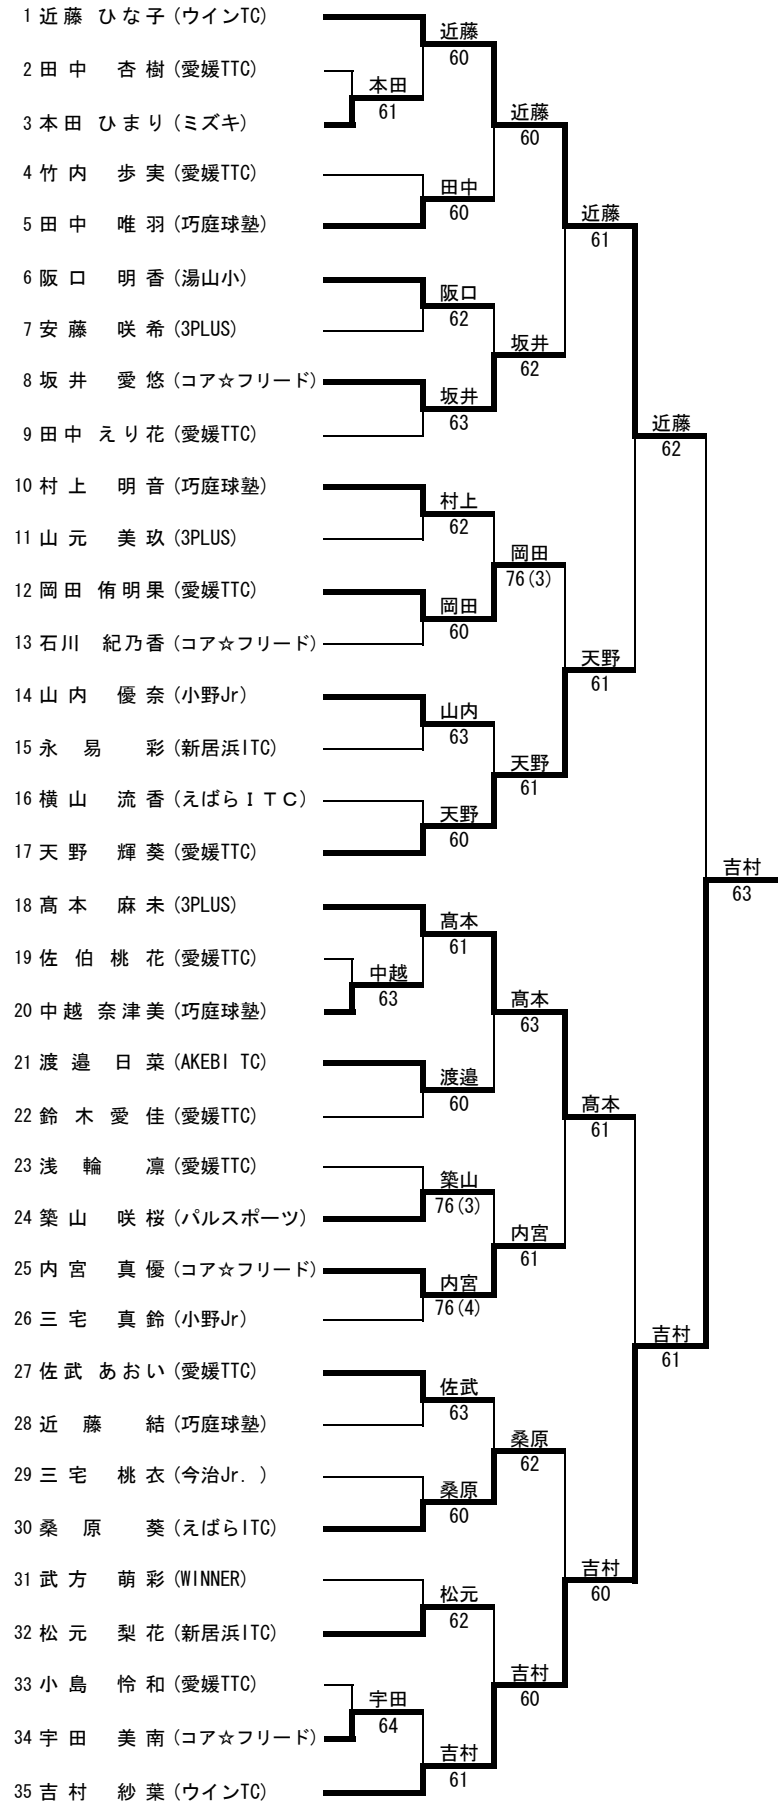 1 近藤 ひな子 (ウインTC)
近藤
60
2 田中 杏樹 (愛媛TTC)
本田
61
3 本田 ひまり (ミズキ)
近藤
60
4 竹内 歩実 (愛媛TTC)
田中
60
5 田中 唯羽 (巧庭球塾)
近藤
61
6 阪口 明香 (湯山小)
阪口
62
7 安藤 咲希 (3PLUS)
坂井
62
8 坂井 愛悠 (コア☆フリード)
坂井
63
9 田中 えり花 (愛媛TTC)
近藤
62
10 村上 明音 (巧庭球塾)
村上
62
11 山元 美玖 (3PLUS)
岡田
76(3)
12 岡田 侑明果 (愛媛TTC)
岡田
60
13 石川 紀乃香 (コア☆フリード)
天野
61
14 山内 優奈 (小野Jr)
山内
63
15 永易 彩 (新居浜ITC)
天野
61
16 横山 流香 (えばらＩＴＣ)
天野
60
17 天野 輝葵 (愛媛TTC)
吉村
63
18 髙本 麻未 (3PLUS)
髙本
61
19 佐伯 桃花 (愛媛TTC)
中越
63
20 中越 奈津美 (巧庭球塾)
髙本
63
21 渡邉 日菜 (AKEBI TC)
渡邉
60
22 鈴木 愛佳 (愛媛TTC)
髙本
61
23 浅輪 凛 (愛媛TTC)
築山
76(3)
24 築山 咲桜 (パルスポーツ)
内宮
61
25 内宮 真優 (コア☆フリード)
内宮
76(4)
26 三宅 真鈴 (小野Jr)
吉村
61
27 佐武 あおい (愛媛TTC)
佐武
63
28 近藤 結 (巧庭球塾)
桑原
62
29 三宅 桃衣 (今治Jr. )
桑原
60
30 桑原 葵 (えばらITC)
吉村
60
31 武方 萌彩 (WINNER)
松元
62
32 松元 梨花 (新居浜ITC)
吉村
60
33 小島 怜和 (愛媛TTC)
宇田
64
34 宇田 美南 (コア☆フリード)
吉村
61
35 吉村 紗葉 (ウインTC)